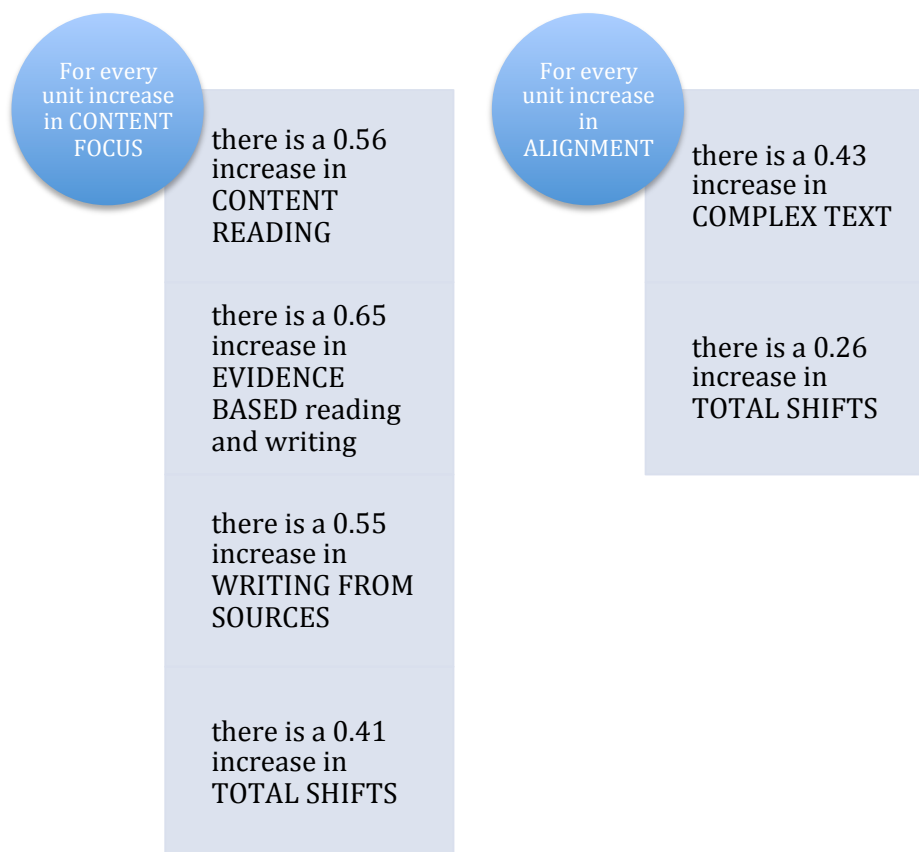 For every
unit increase
in CONTENT
FOCUS
there is a 0.56
increase in
CONTENT
READING
there is a 0.65
increase in
EVIDENCE
BASED reading
and writing
there is a 0.55
increase in
WRITING FROM
SOURCES
there is a 0.41
increase in
TOTAL SHIFTS
For every
unit increase
in
ALIGNMENT
there is a 0.43
increase in
COMPLEX TEXT
there is a 0.26
increase in
TOTAL SHIFTS